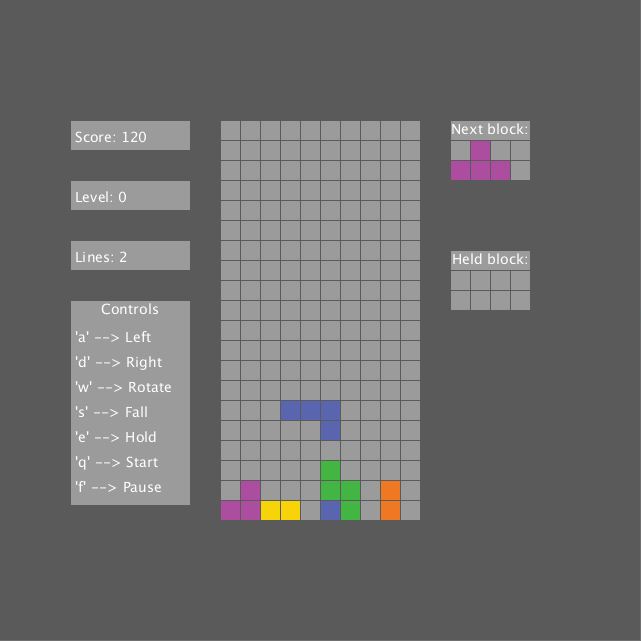 Score: 120
Level: 0
Lines: 2
Controls
'a' --> Left
'd' --> Right
'w' --> Rotate
's' --> Fall
'e' --> Hold
'q' --> Start
'f' --> Pause
Next block:
Held block: